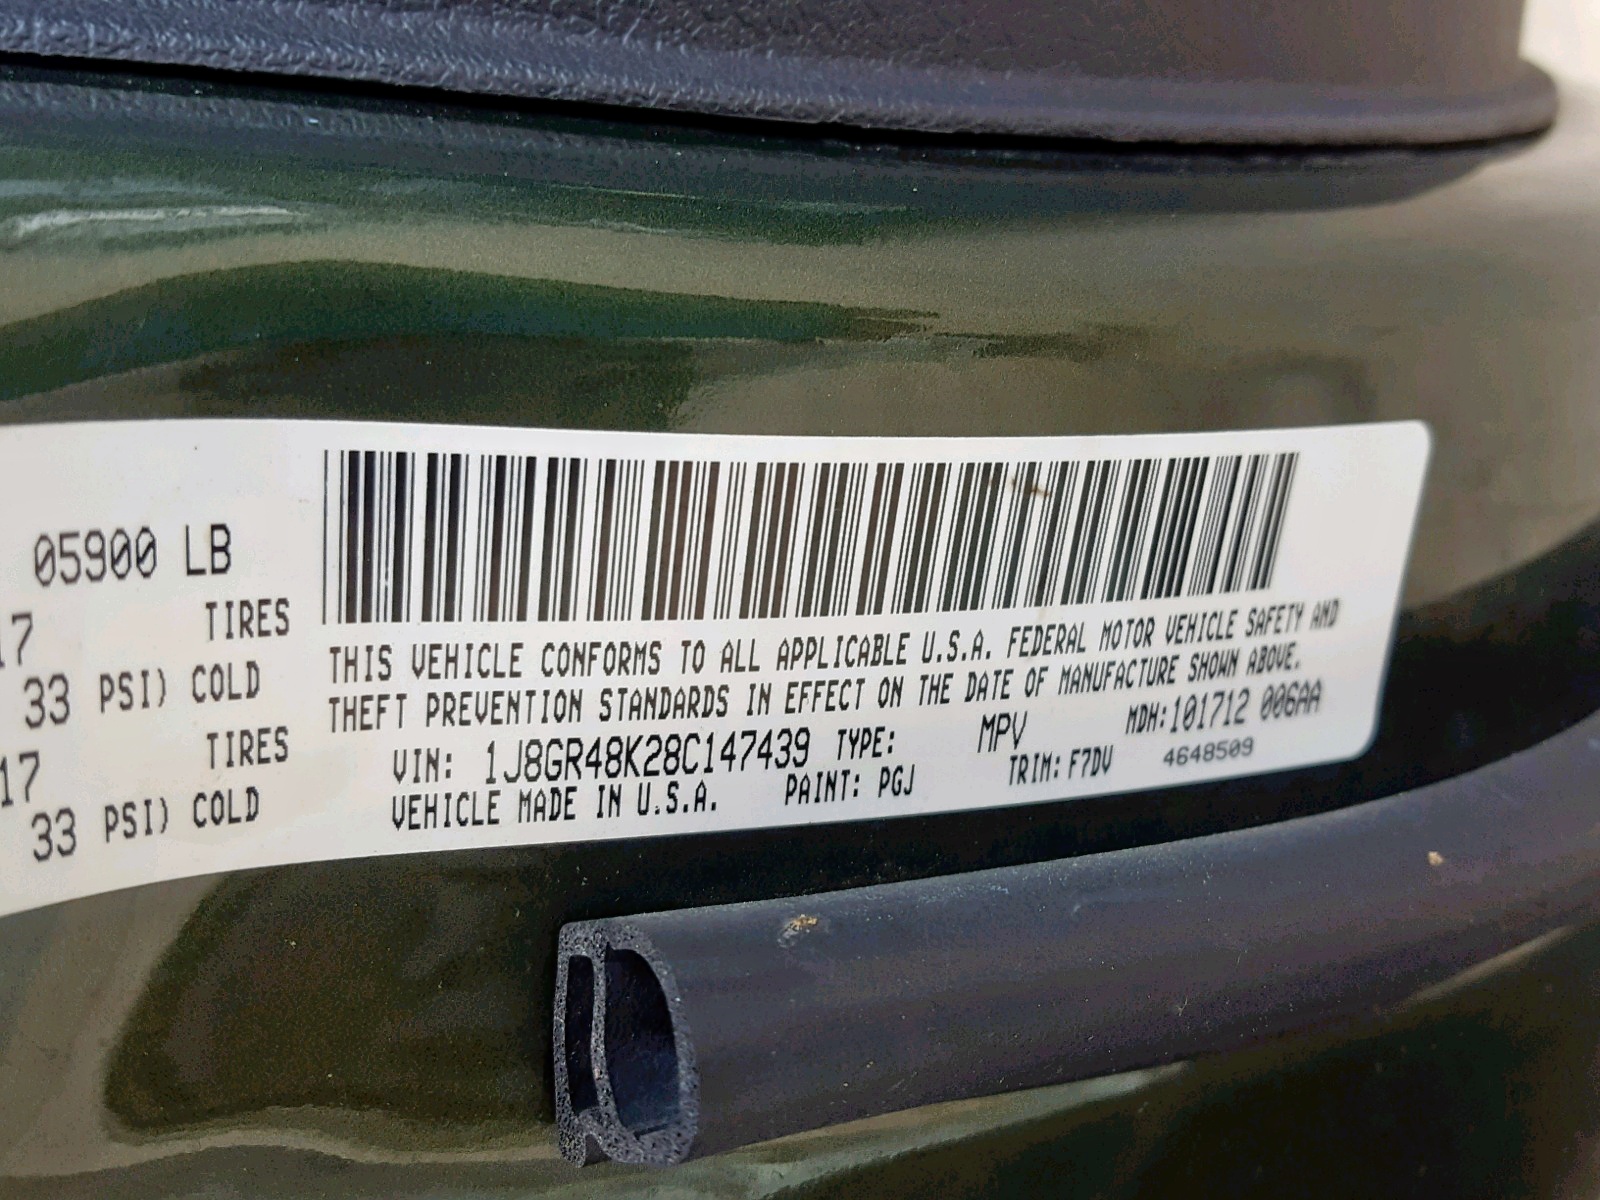 05900 LB
17 TIRES
33 PSI) COLD
17 TIRES
33 PSI) COLD
THIS VEHICLE CONFORMS TO ALL APPLICABLE U.S.A. FEDERAL MOTOR VEHICLE SAFETY AND
THEFT PREVENTION STANDARDS IN EFFECT ON THE DATE OF MANUFACTURE SHOWN ABOVE.
VIN: 1J8GR48K28C147439 TYPE: MPV MDH:101712 006AA
VEHICLE MADE IN U.S.A. PAINT: PGJ TRIM: F7DV 4648509